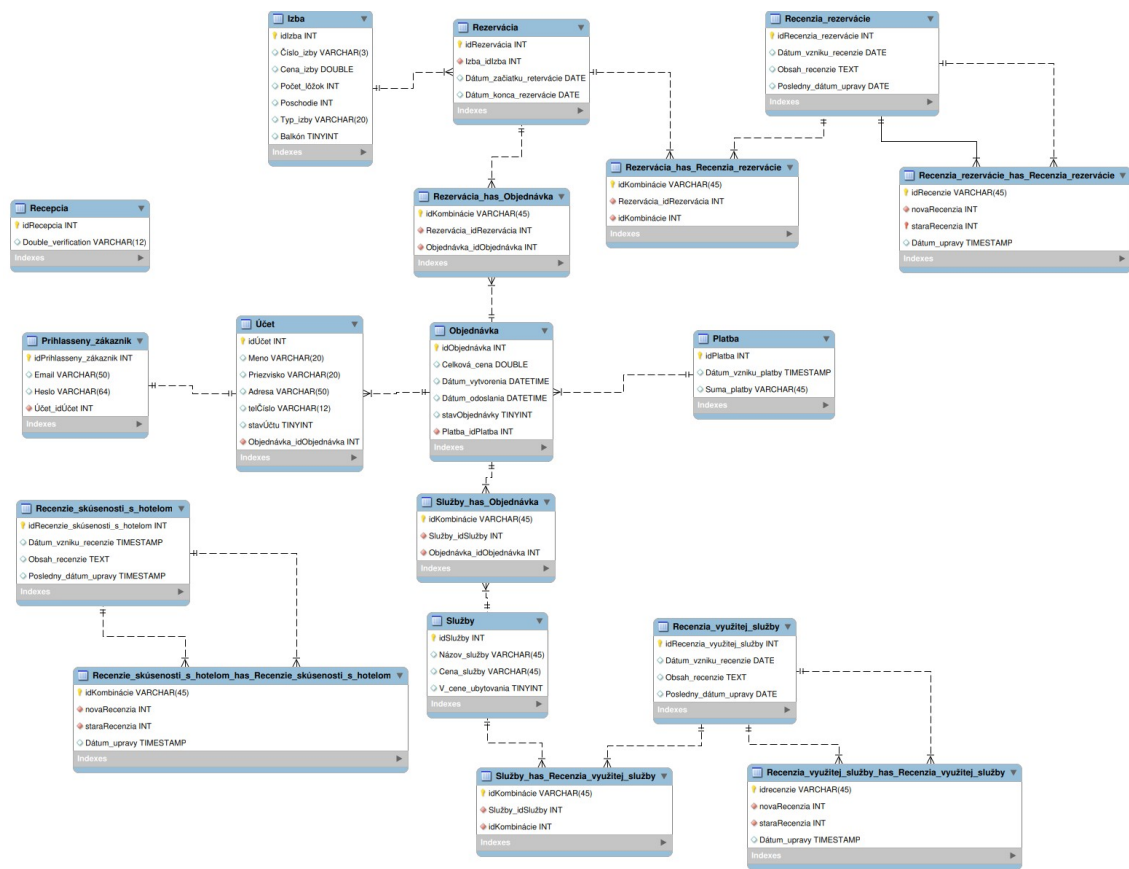 Izba
idIzba INT
Číslo_izby VARCHAR(3)
Cena_izby DOUBLE
Počet_lôžok INT
Poschodie INT
Typ_izby VARCHAR(20)
Balkón TINYINT
Indexes
Rezervácia
idRezervácia INT
Izba_idIzba INT
Dátum_začiatku_retervácie DATE
Dátum_konca_rezervácie DATE
Indexes
Recenzia_rezervácie
idRecenzia_rezervácie INT
Dátum_vzniku_recenzie DATE
Obsah_recenzie TEXT
Posledny_dátum_upravy DATE
Indexes
Rezervácia_has_Recenzia_rezervácie
idKombinácie VARCHAR(45)
Rezervácia_idRezervácia INT
idKombinácie INT
Indexes
Recenzia_rezervácie_has_Recenzia_rezervácie
idRecenzie VARCHAR(45)
novaRecenzia INT
staraRecenzia INT
Dátum_upravy TIMESTAMP
Indexes
Recepcia
idRecepcia INT
Double_verification VARCHAR(12)
Indexes
Rezervácia_has_Objednávka
idKombinácie VARCHAR(45)
Rezervácia_idRezervácia INT
Objednávka_idObjednávka INT
Indexes
Prihlasseny_zákaznik
idPrihlasseny_zákaznik INT
Email VARCHAR(50)
Heslo VARCHAR(64)
Účet_idÚčet INT
Indexes
Účet
idÚčet INT
Meno VARCHAR(20)
Priezvisko VARCHAR(20)
Adresa VARCHAR(50)
telČíslo VARCHAR(12)
stavÚčtu TINYINT
Objednávka_idObjednávka INT
Indexes
Objednávka
idObjednávka INT
Celková_cena DOUBLE
Dátum_vytvorenia DATETIME
Dátum_odoslania DATETIME
stavObjednávky TINYINT
Platba_idPlatba INT
Indexes
Platba
idPlatba INT
Dátum_vzniku_platby TIMESTAMP
Suma_platby VARCHAR(45)
Indexes
Recenzie_skúsenosti_s_hotelom
idRecenzie_skúsenosti_s_hotelom INT
Dátum_vzniku_recenzie TIMESTAMP
Obsah_recenzie TEXT
Posledny_dátum_upravy TIMESTAMP
Indexes
Služby_has_Objednávka
idKombinácie VARCHAR(45)
Služby_idSlužby INT
Objednávka_idObjednávka INT
Indexes
Recenzie_skúsenosti_s_hotelom_has_Recenzie_skúsenosti_s_hotelom
idKombinácie VARCHAR(45)
novaRecenzia INT
staraRecenzia INT
Dátum_upravy TIMESTAMP
Indexes
Služby
idSlužby INT
Názov_služby VARCHAR(45)
Cena_služby VARCHAR(45)
V_cene_ubytovania TINYINT
Indexes
Recenzia_využitej_služby
idRecenzia_využitej_služby INT
Dátum_vzniku_recenzie DATE
Obsah_recenzie TEXT
Posledny_dátum_upravy DATE
Indexes
Služby_has_Recenzia_využitej_služby
idKombinácie VARCHAR(45)
Služby_idSlužby INT
idKombinácie INT
Indexes
Recenzia_využitej_služby_has_Recenzia_využitej_služby
idrecenzie VARCHAR(45)
novaRecenzia INT
staraRecenzia INT
Dátum_upravy TIMESTAMP
Indexes